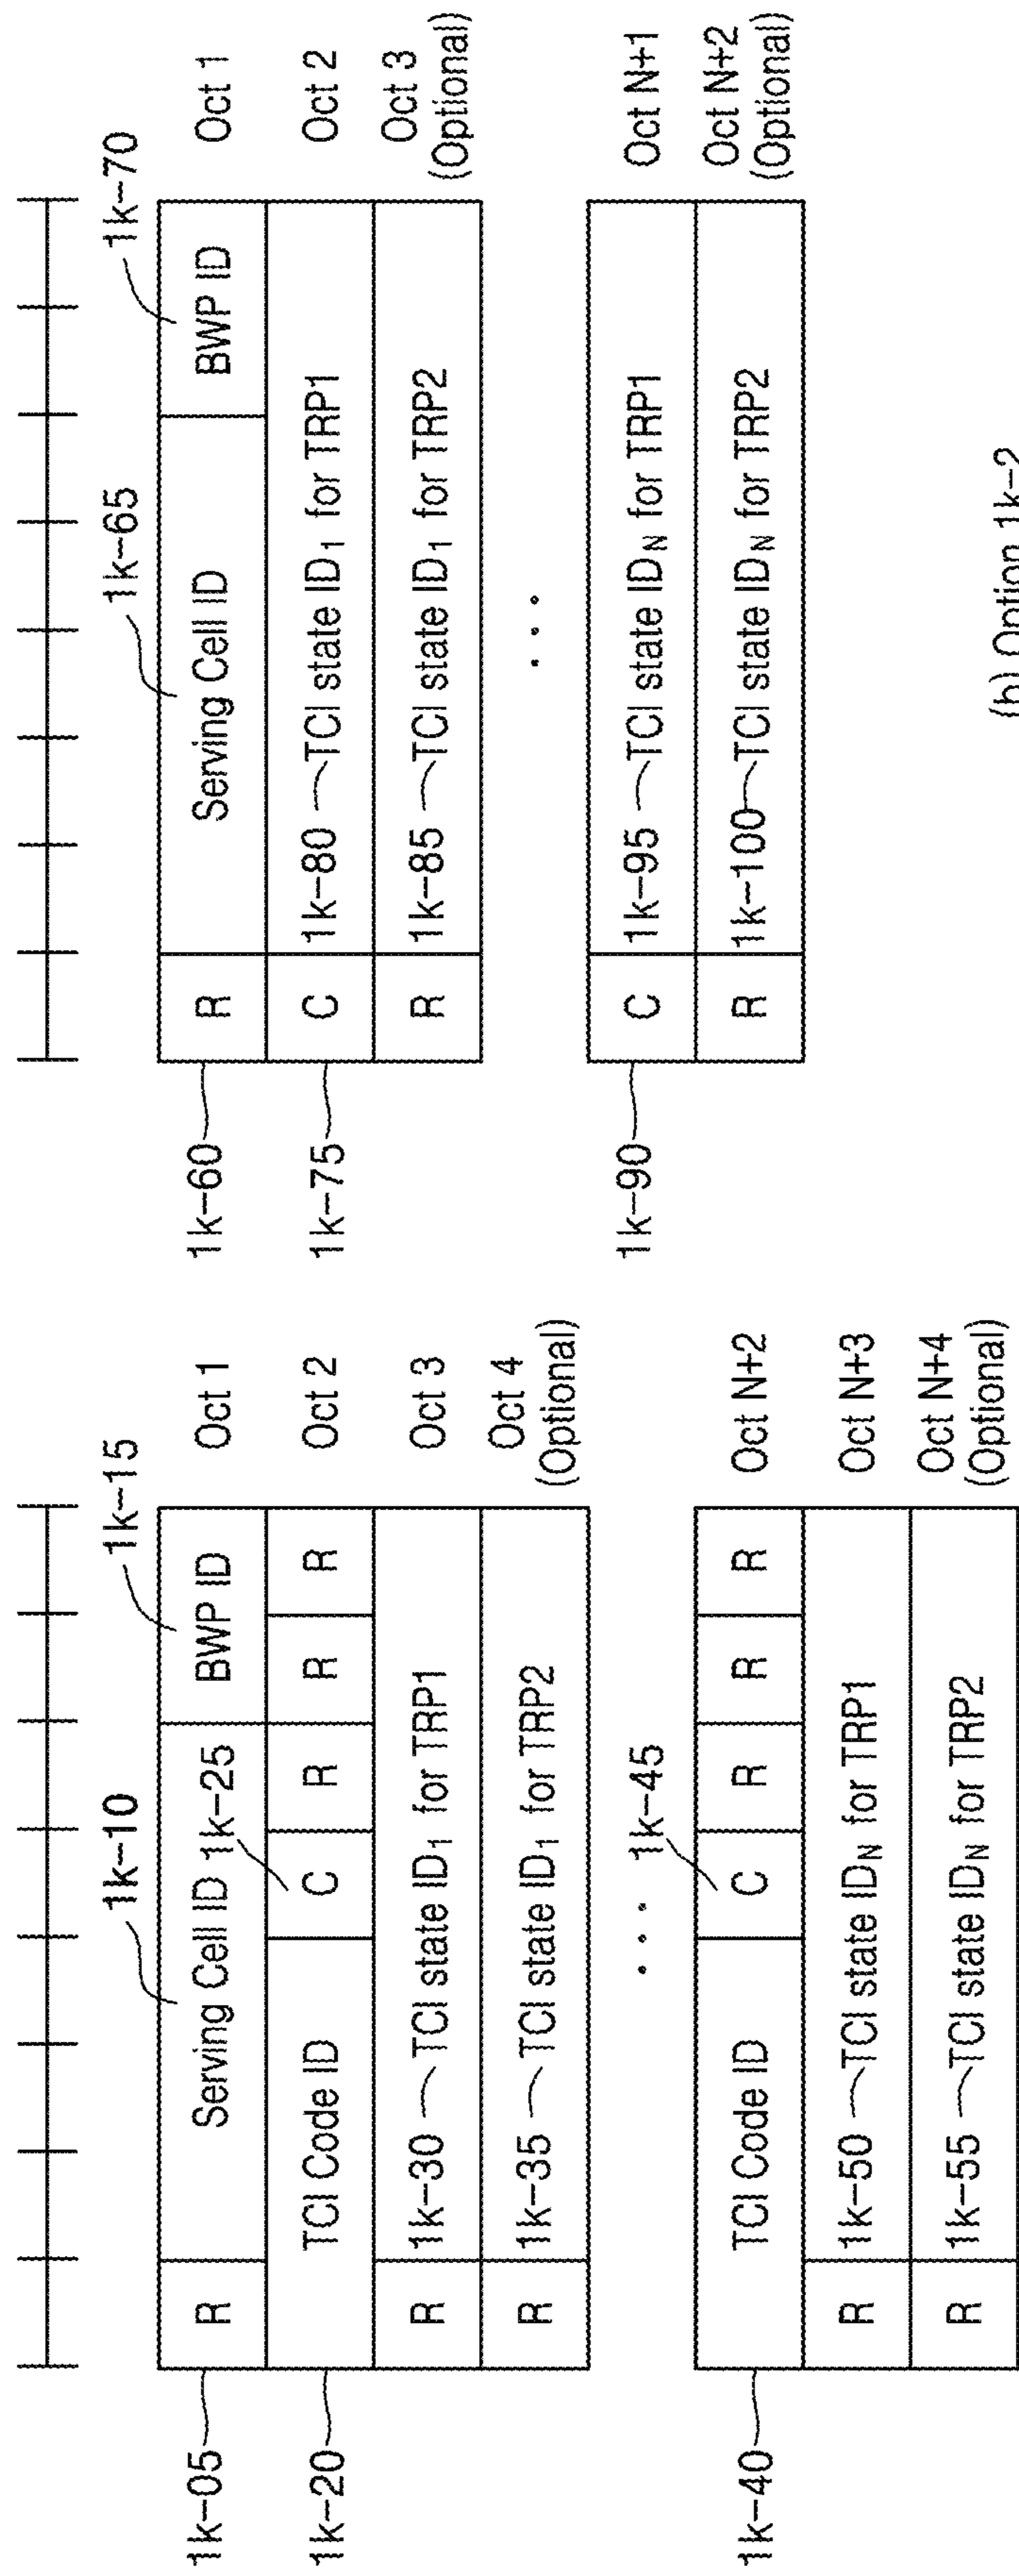 1k-10
1k-15
1k-05
R
Serving Cell ID
BWP ID
Oct 1
1k-25
1k-20
TCI Code ID
C
R
R
R
Oct 2
R
1k-30
TCI state ID1 for TRP1
Oct 3
R
1k-35
TCI state ID1 for TRP2
Oct 4
(Optional)
...
1k-45
1k-40
TCI Code ID
C
R
R
R
Oct N+2
R
1k-50
TCI state IDN for TRP1
Oct N+3
R
1k-55
TCI state IDN for TRP2
Oct N+4
(Optional)
1k-65
1k-70
1k-60
R
Serving Cell ID
BWP ID
Oct 1
1k-75
C
1k-80
TCI state ID1 for TRP1
Oct 2
R
1k-85
TCI state ID1 for TRP2
Oct 3
(Optional)
...
1k-90
C
1k-95
TCI state IDN for TRP1
Oct N+1
R
1k-100
TCI state IDN for TRP2
Oct N+2
(Optional)
(b) Option 1k-2